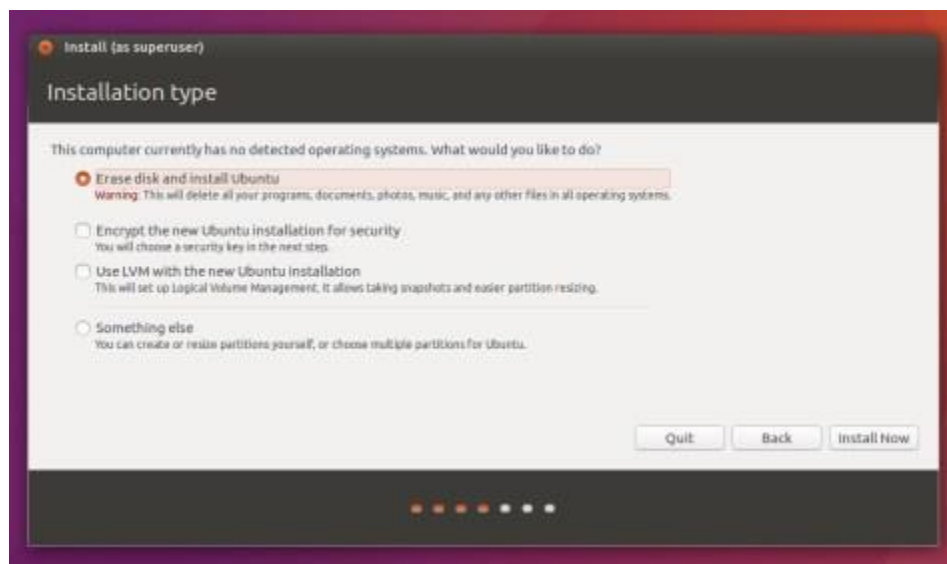 Install (as superuser)
Installation type
This computer currently has no detected operating systems. What would you like to do?
Erase disk and install Ubuntu
Warning: This will delete all your programs, documents, photos, music, and any other files in all operating systems.
Encrypt the new Ubuntu installation for security
You will choose a security key in the next step.
Use LVM with the new Ubuntu installation
This will set up Logical Volume Management. It allows taking snapshots and easier partition resizing.
Something else
You can create or resize partitions yourself, or choose multiple partitions for Ubuntu.
Quit Back Install Now